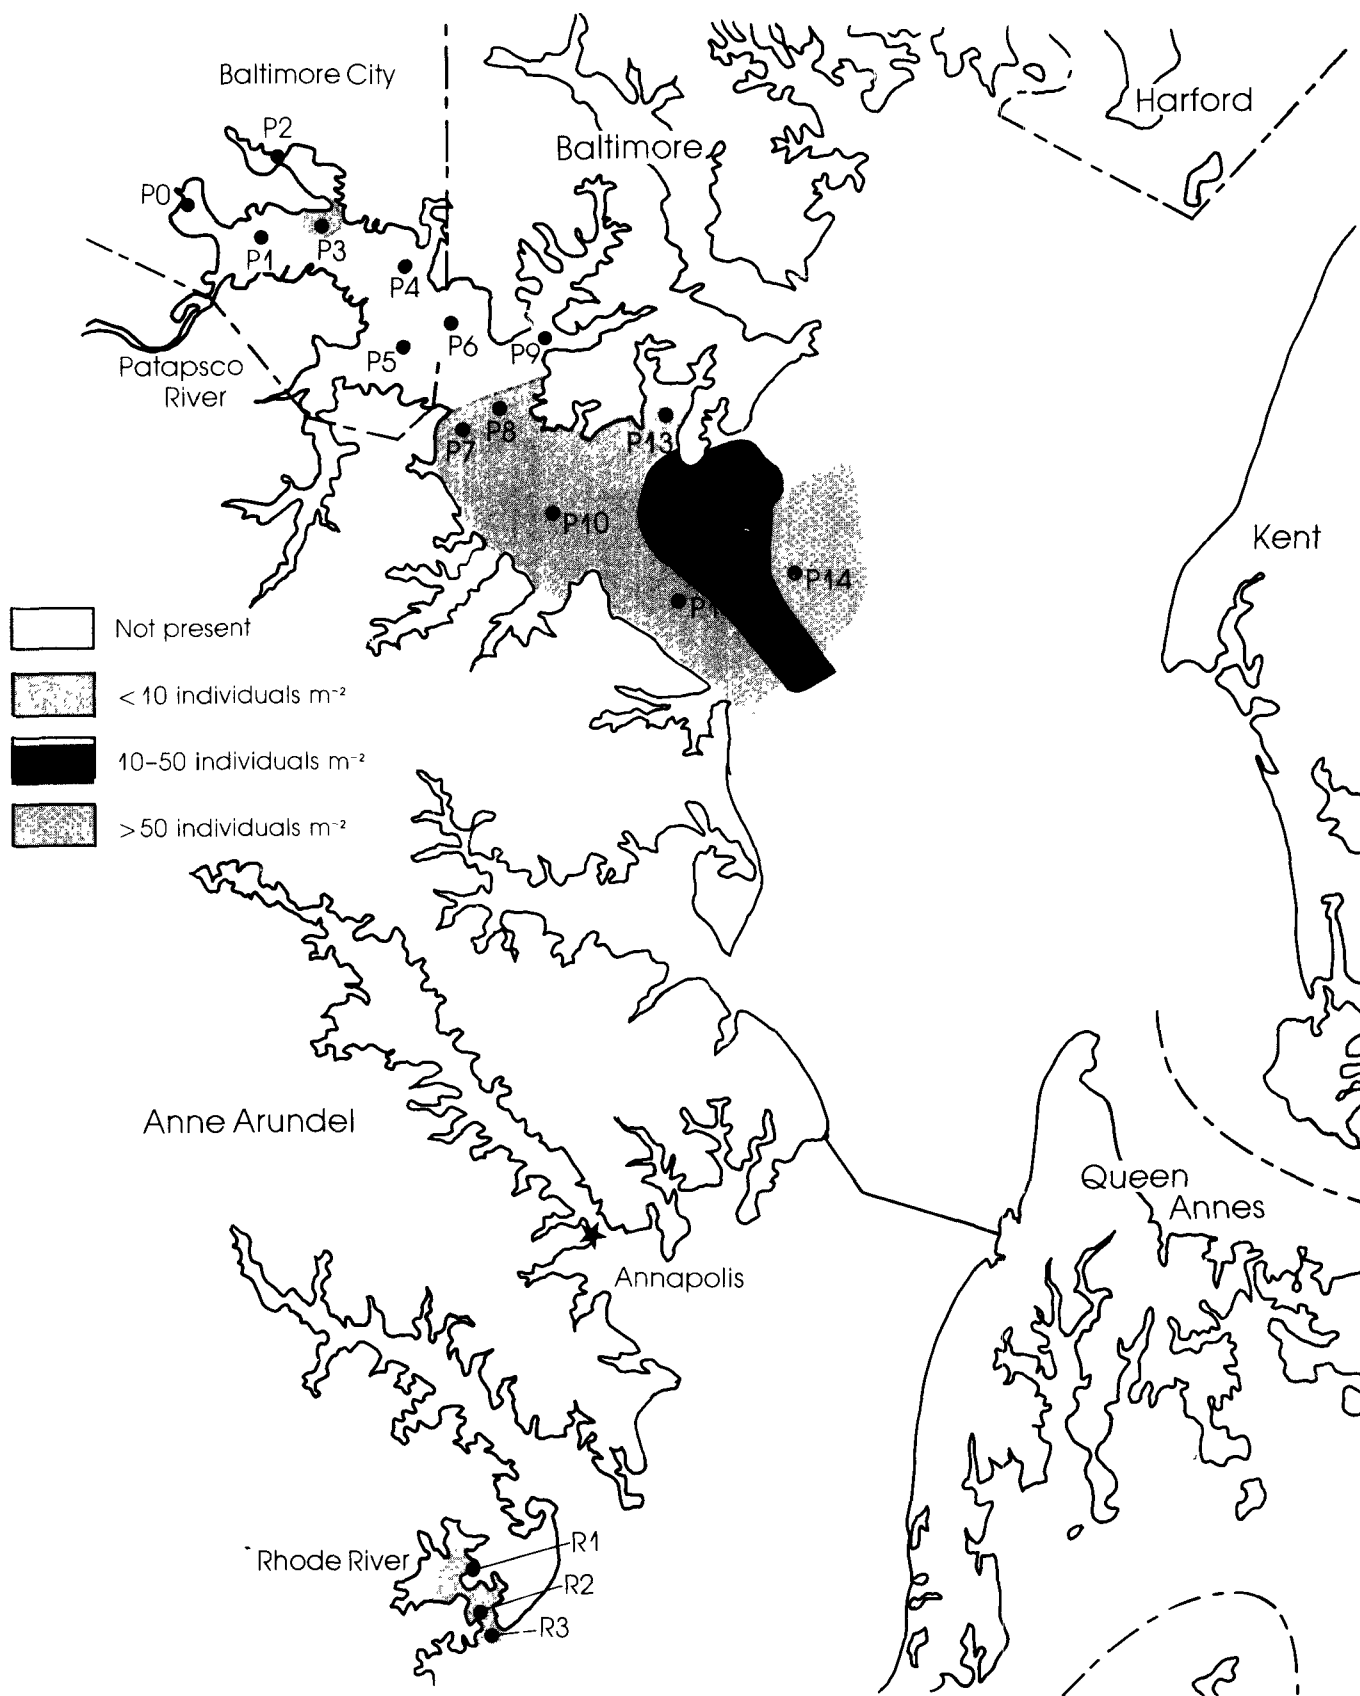 Baltimore City
Harford
P2
Baltimore
P0
P3
P1
P4
P6
P9
P5
Patapsco
River
P8
P13
P7
P10
Kent
P14
P1
Not present
< 10 individuals m⁻²
10–50 individuals m⁻²
> 50 individuals m⁻²
Anne Arundel
Queen
Annes
Annapolis
R1
Rhode River
R2
R3